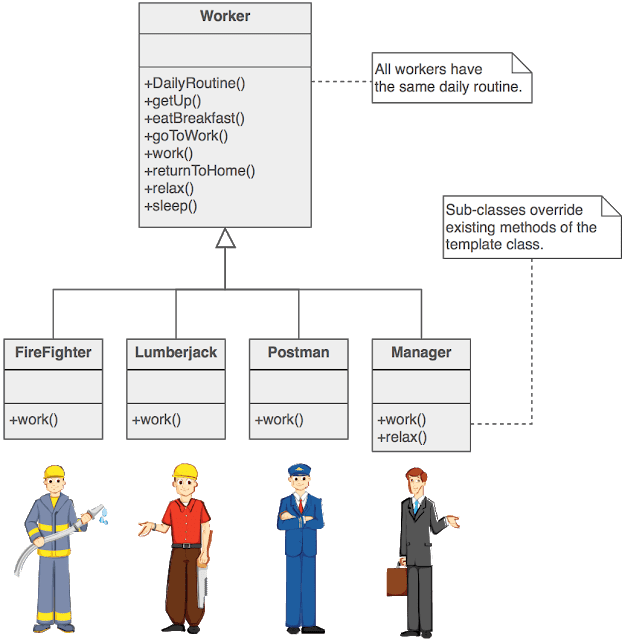 Worker
+DailyRoutine()
+getUp()
+eatBreakfast()
+goToWork()
+work()
+returnToHome()
+relax()
+sleep()
All workers have
the same daily routine.
Sub-classes override
existing methods of the
template class.
FireFighter
+work()
Lumberjack
+work()
Postman
+work()
Manager
+work()
+relax()